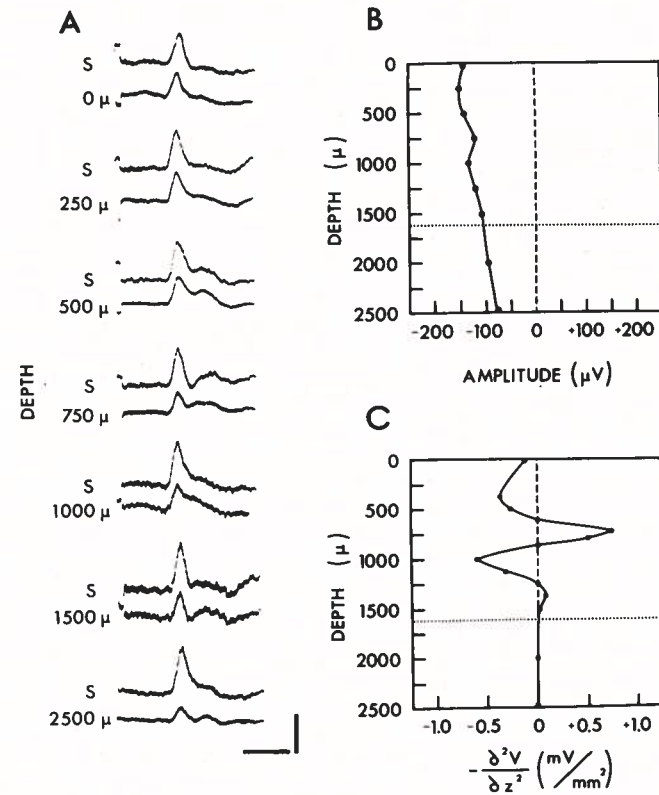 A
S
0 μ
S
250 μ
S
500 μ
S
750 μ
S
1000 μ
S
1500 μ
S
2500 μ
DEPTH
B
0
500
1000
1500
2000
2500
DEPTH (μ)
-200 -100 0 +100 +200
AMPLITUDE (μV)
C
0
500
1000
1500
2000
2500
DEPTH (μ)
-1.0 -0.5 0 +0.5 +1.0
- ∂²V / ∂z² (mV/mm²)